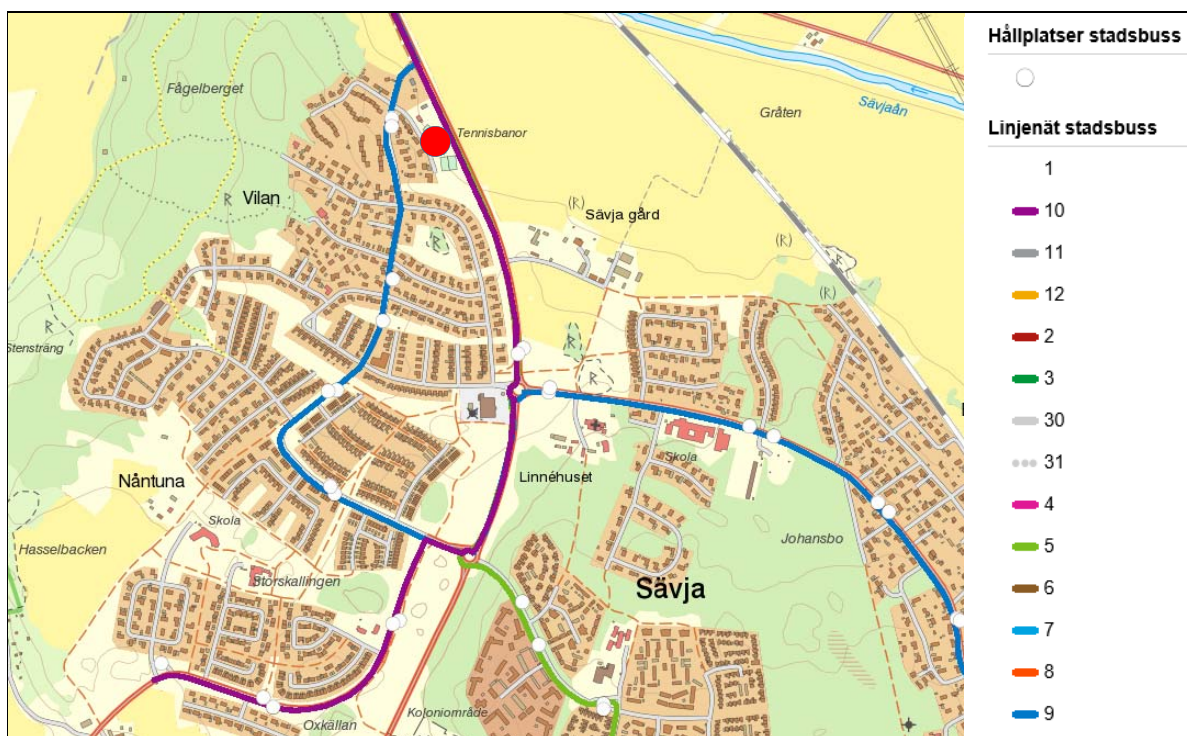 Fågelberget
Tennisbanor
Gråten
Sävjaån
Vilan
R
R
(R)
Sävja gård
(R)
R
R
(R)
Stensträng
R
Nåntuna
Linnéhuset
Skola
Skola
Johansbo
Hasselbacken
Storskallingen
Sävja
Oxkällan
Koloniområde
Hållplatser stadsbuss
Linjenät stadsbuss
1
10
11
12
2
3
30
31
4
5
6
7
8
9